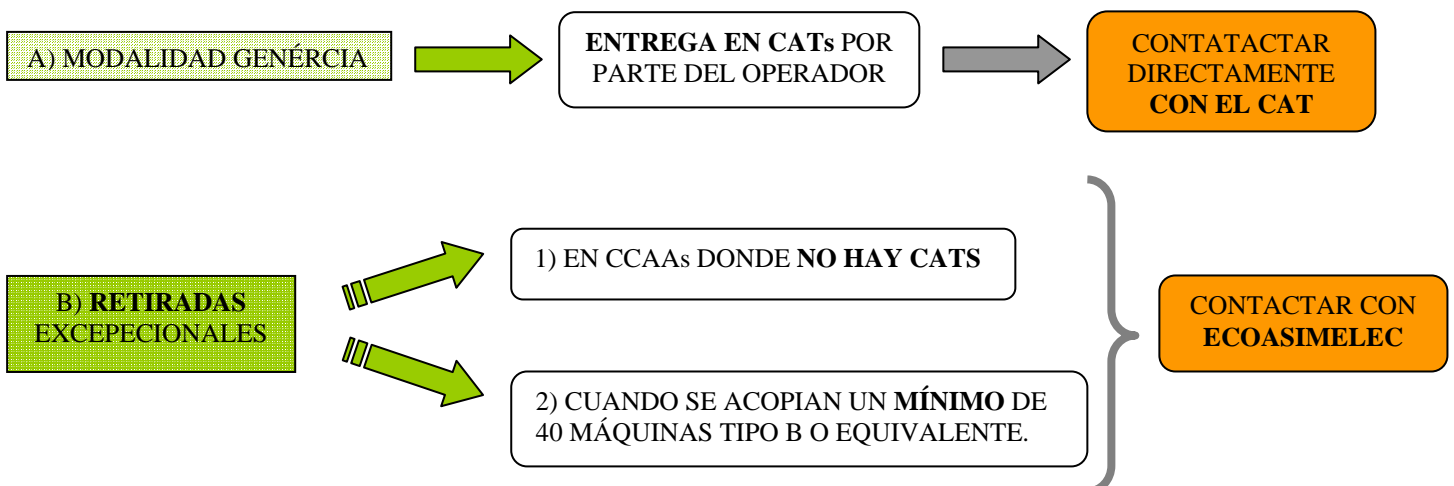 A) MODALIDAD GENÉRCIA
ENTREGA EN CATs POR
PARTE DEL OPERADOR
CONTATACTAR
DIRECTAMENTE
CON EL CAT
B) RETIRADAS
EXCEPECIONALES
1) EN CCAAs DONDE NO HAY CATS
2) CUANDO SE ACOPIAN UN MÍNIMO DE
40 MÁQUINAS TIPO B O EQUIVALENTE.
CONTACTAR CON
ECOASIMELEC